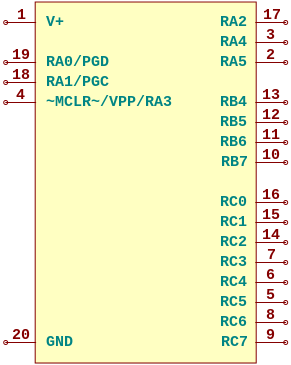 1 V+ RA2 17
RA4 3
19 RA0/PGD RA5 2
18 RA1/PGC
4 ~MCLR~/VPP/RA3 RB4 13
RB5 12
RB6 11
RB7 10
RC0 16
RC1 15
RC2 14
RC3 7
RC4 6
RC5 5
RC6 8
20 GND RC7 9